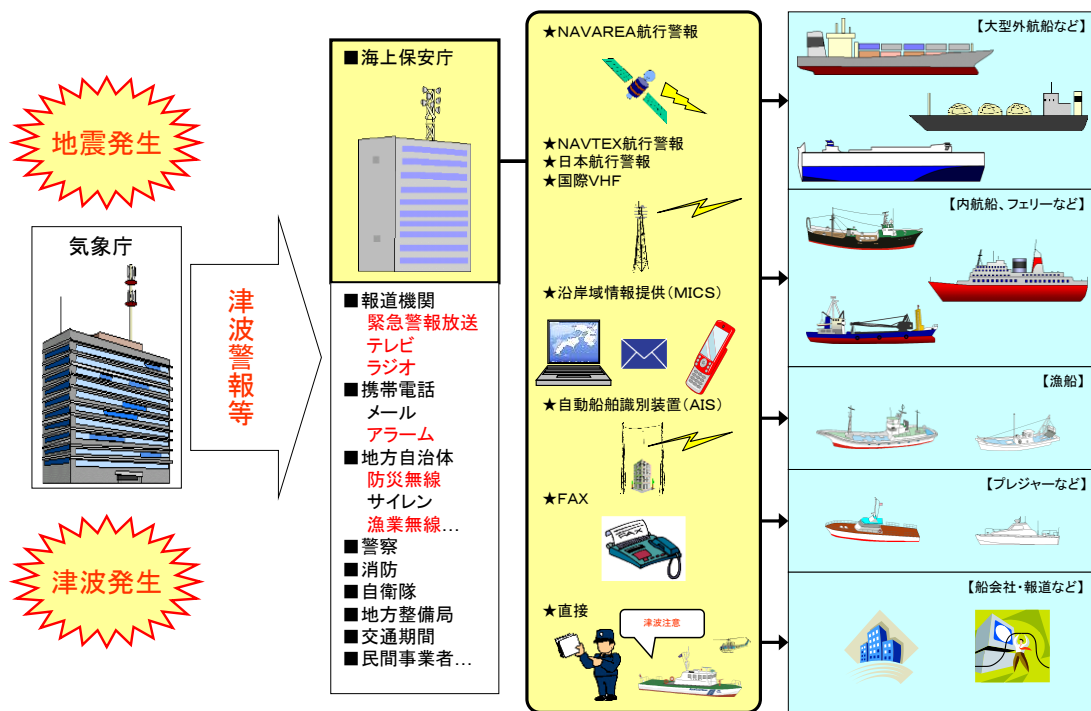 地震発生
気象庁
津波発生
津波警報等
■海上保安庁
■報道機関
緊急警報放送
テレビ
ラジオ
■携帯電話
メール
アラーム
■地方自治体
防災無線
サイレン
漁業無線…
■警察
■消防
■自衛隊
■地方整備局
■交通期間
■民間事業者…
★NAVAREA航行警報
★NAVTEX航行警報
★日本航行警報
★国際VHF
★沿岸域情報提供(MICS)
★自動船舶識別装置(AIS)
★FAX
FAX
★直接
津波注意
【大型外航船など】
【内航船、フェリーなど】
【漁船】
【プレジャーなど】
【船会社・報道など】